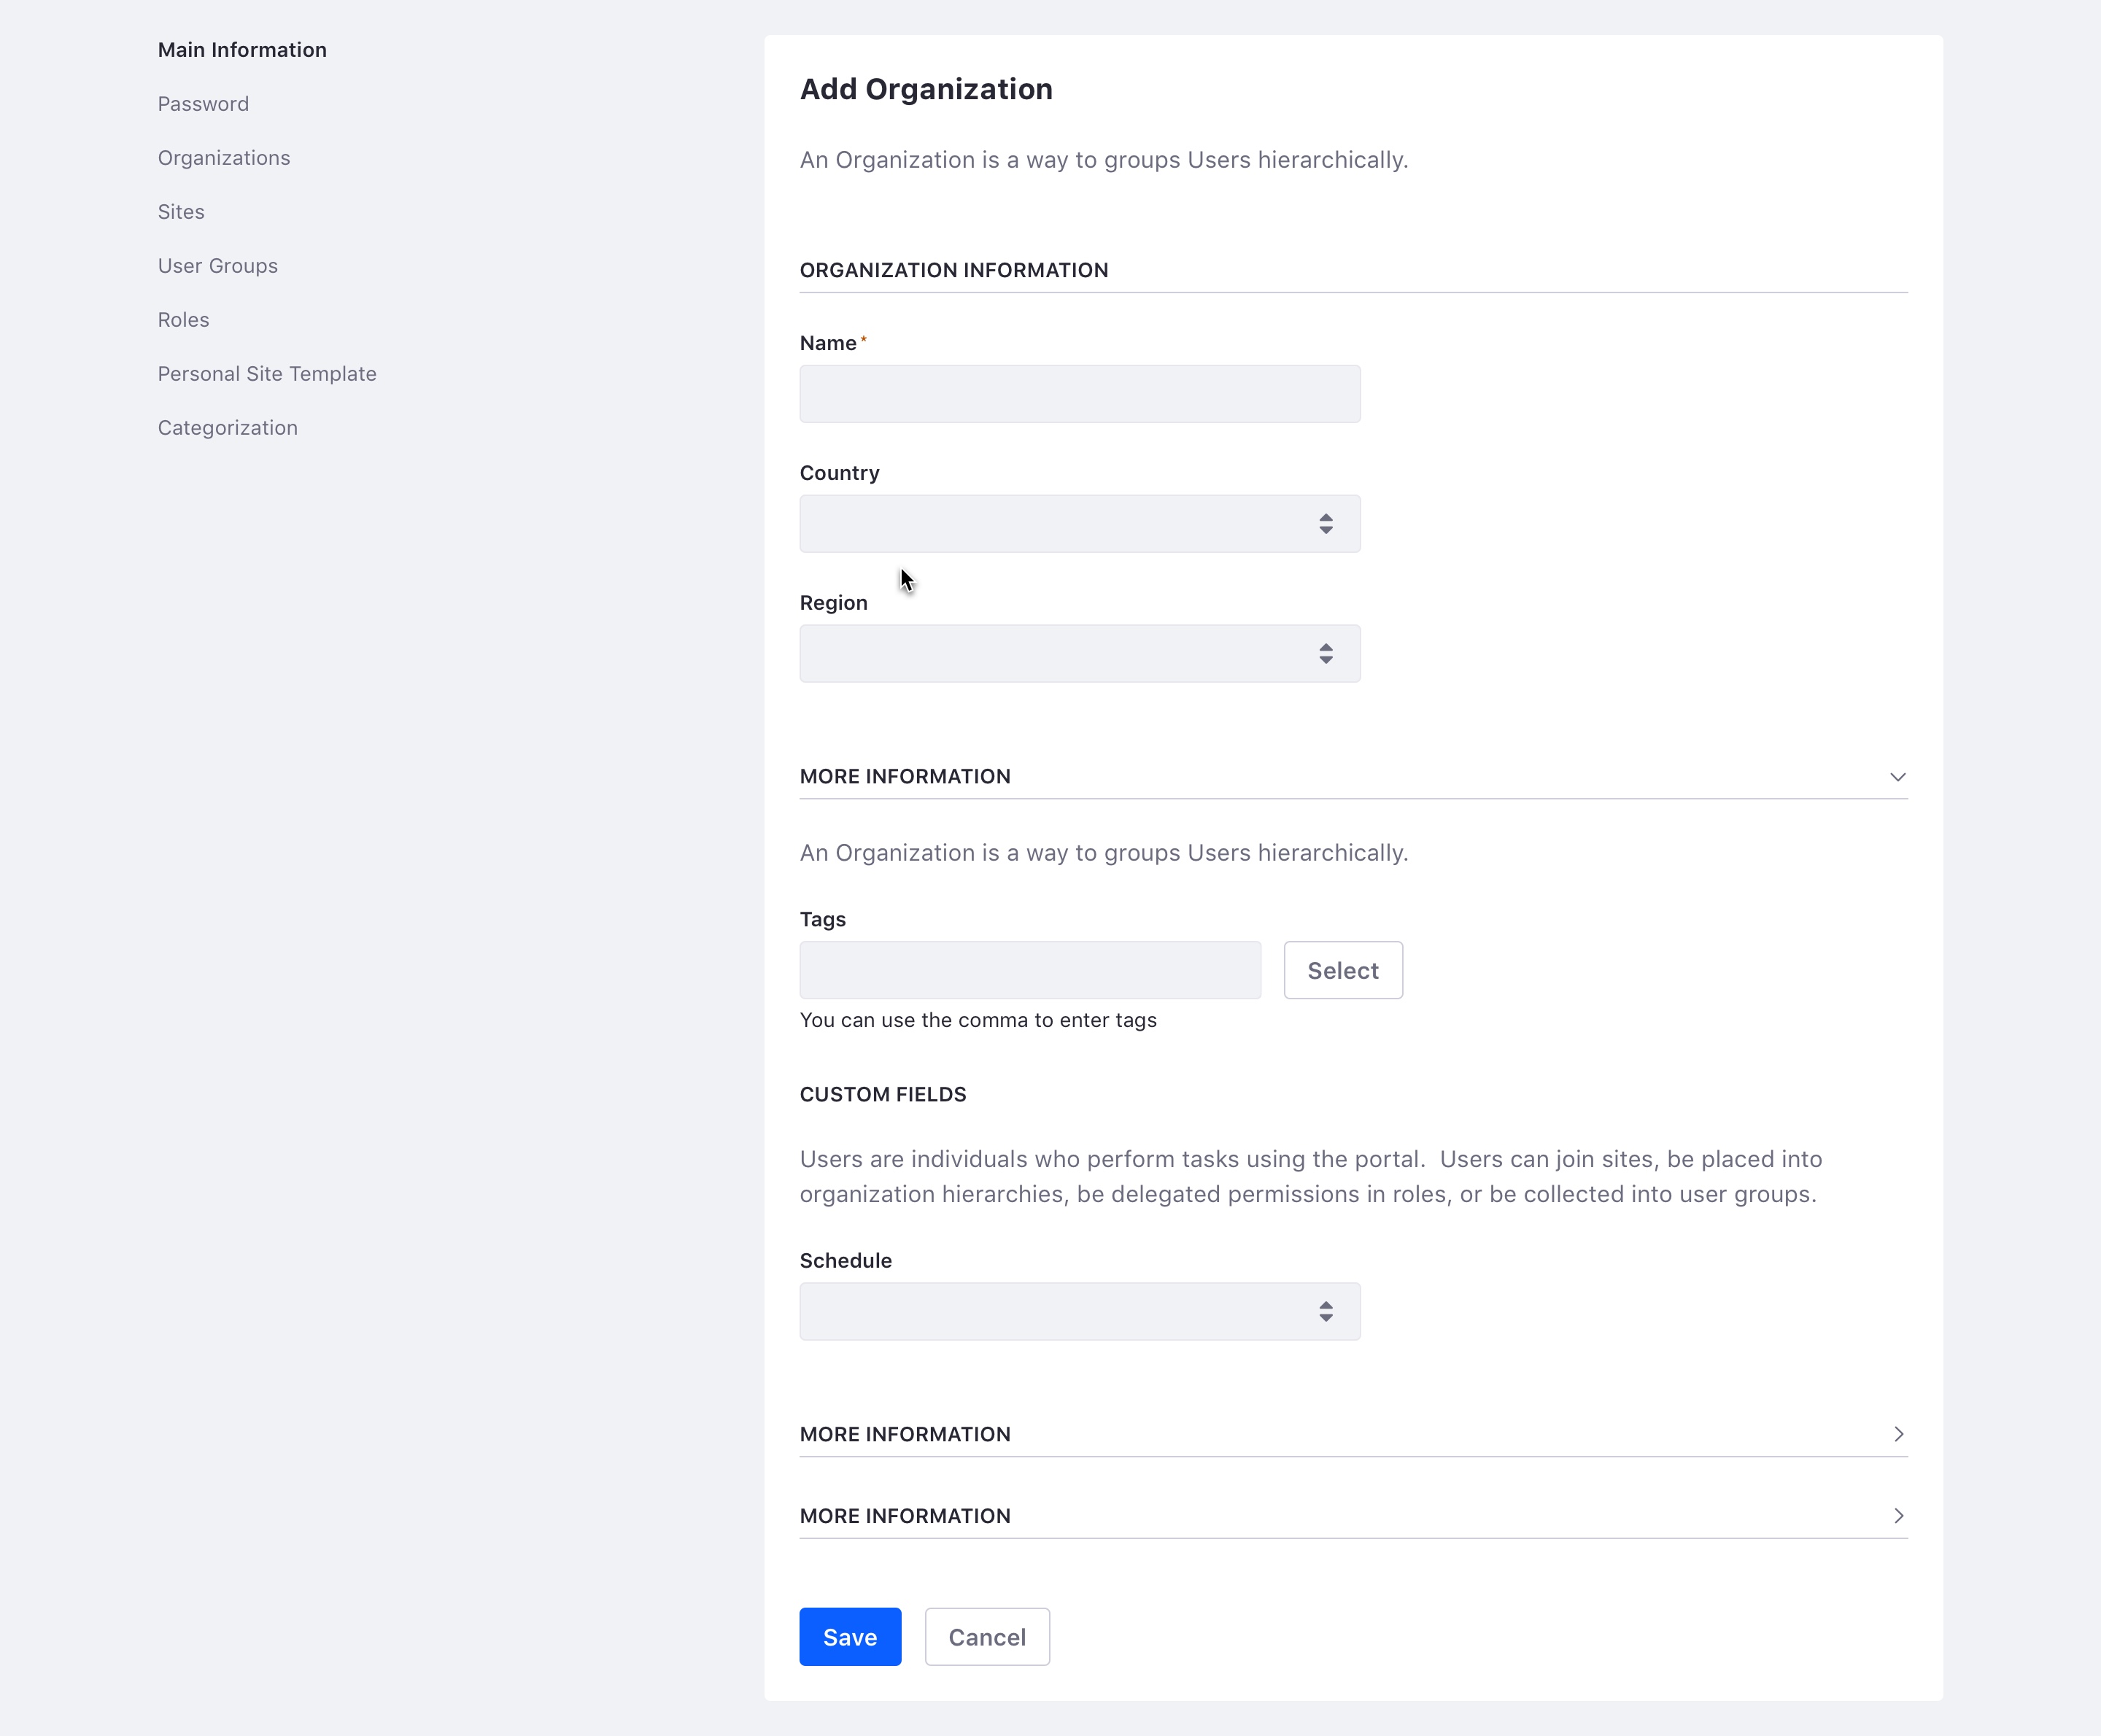 Main Information
Password
Organizations
Sites
User Groups
Roles
Personal Site Template
Categorization
Add Organization
An Organization is a way to groups Users hierarchically.
ORGANIZATION INFORMATION
Name*
Country
Region
MORE INFORMATION
An Organization is a way to groups Users hierarchically.
Tags
Select
You can use the comma to enter tags
CUSTOM FIELDS
Users are individuals who perform tasks using the portal.  Users can join sites, be placed into
organization hierarchies, be delegated permissions in roles, or be collected into user groups.
Schedule
MORE INFORMATION
MORE INFORMATION
Save
Cancel